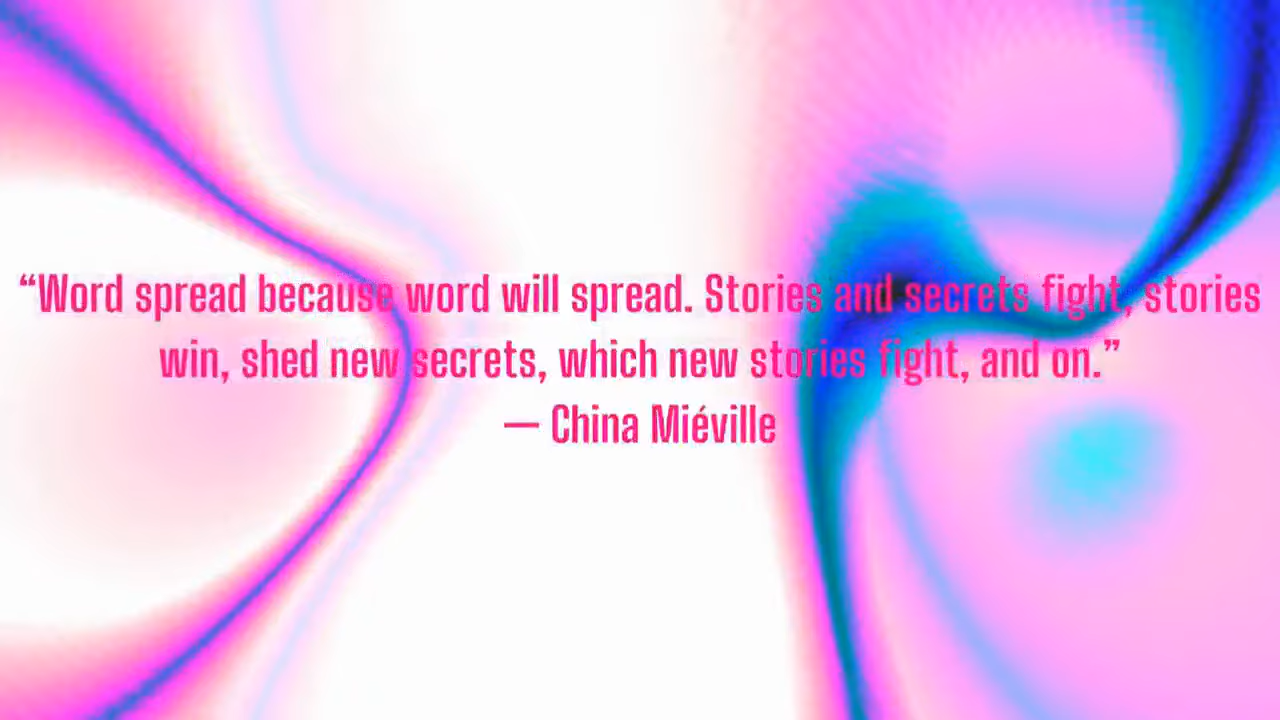 “Word spread because word will spread. Stories and secrets fight, stories
win, shed new secrets, which new stories fight, and on.”
— China Miéville